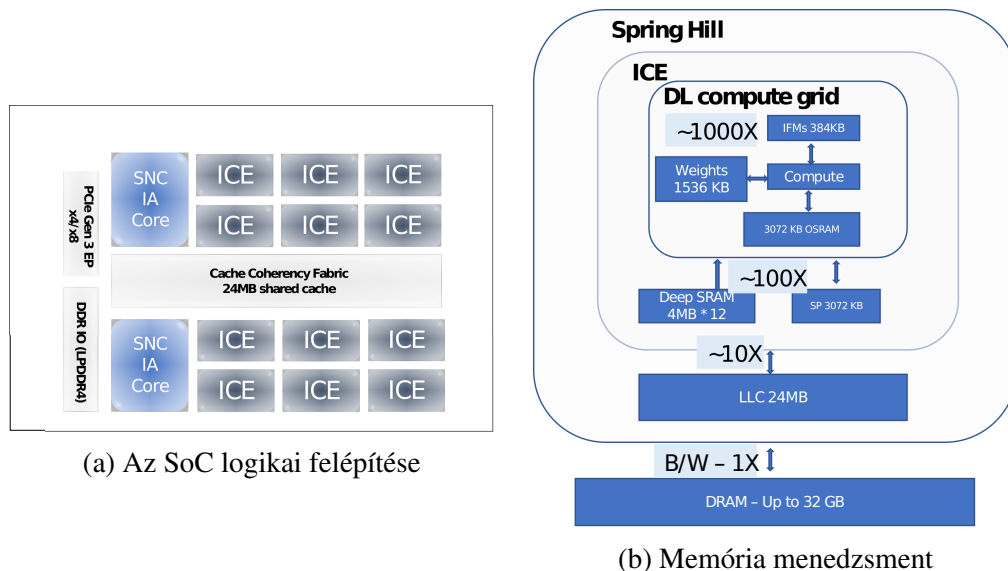 PCIe Gen 3 EP
x4/x8
DDR IO (LPDDR4)
SNC
IA
Core
ICE
ICE
ICE
ICE
ICE
ICE
Cache Coherency Fabric
24MB shared cache
SNC
IA
Core
ICE
ICE
ICE
ICE
ICE
ICE
(a) Az SoC logikai felépítése
Spring Hill
ICE
DL compute grid
~1000X
IFMs 384KB
Weights
1536 KB
Compute
3072 KB OSRAM
~100X
Deep SRAM
4MB * 12
SP 3072 KB
~10X
LLC 24MB
B/W – 1X
DRAM – Up to 32 GB
(b) Memória menedzsment